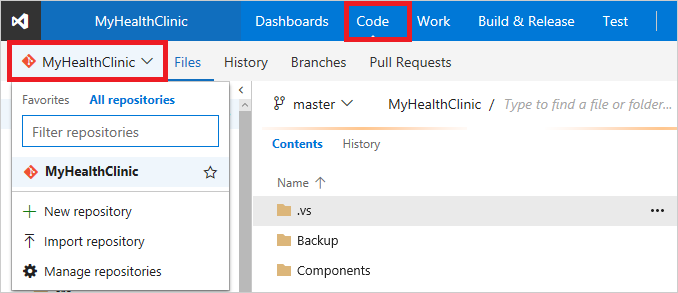 MyHealthClinic Dashboards Code Work Build & Release Test
MyHealthClinic Files History Branches Pull Requests
Favorites All repositories
Filter repositories
MyHealthClinic
New repository
Import repository
Manage repositories
master MyHealthClinic / Type to find a file or folder...
Contents History
Name
.vs
Backup
Components